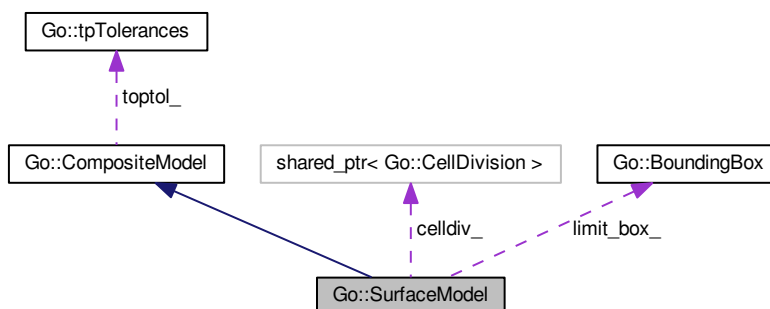 Go::tpTolerances
toptol_
Go::CompositeModel
shared_ptr< Go::CellDivision >
Go::BoundingBox
celldiv_
limit_box_
Go::SurfaceModel